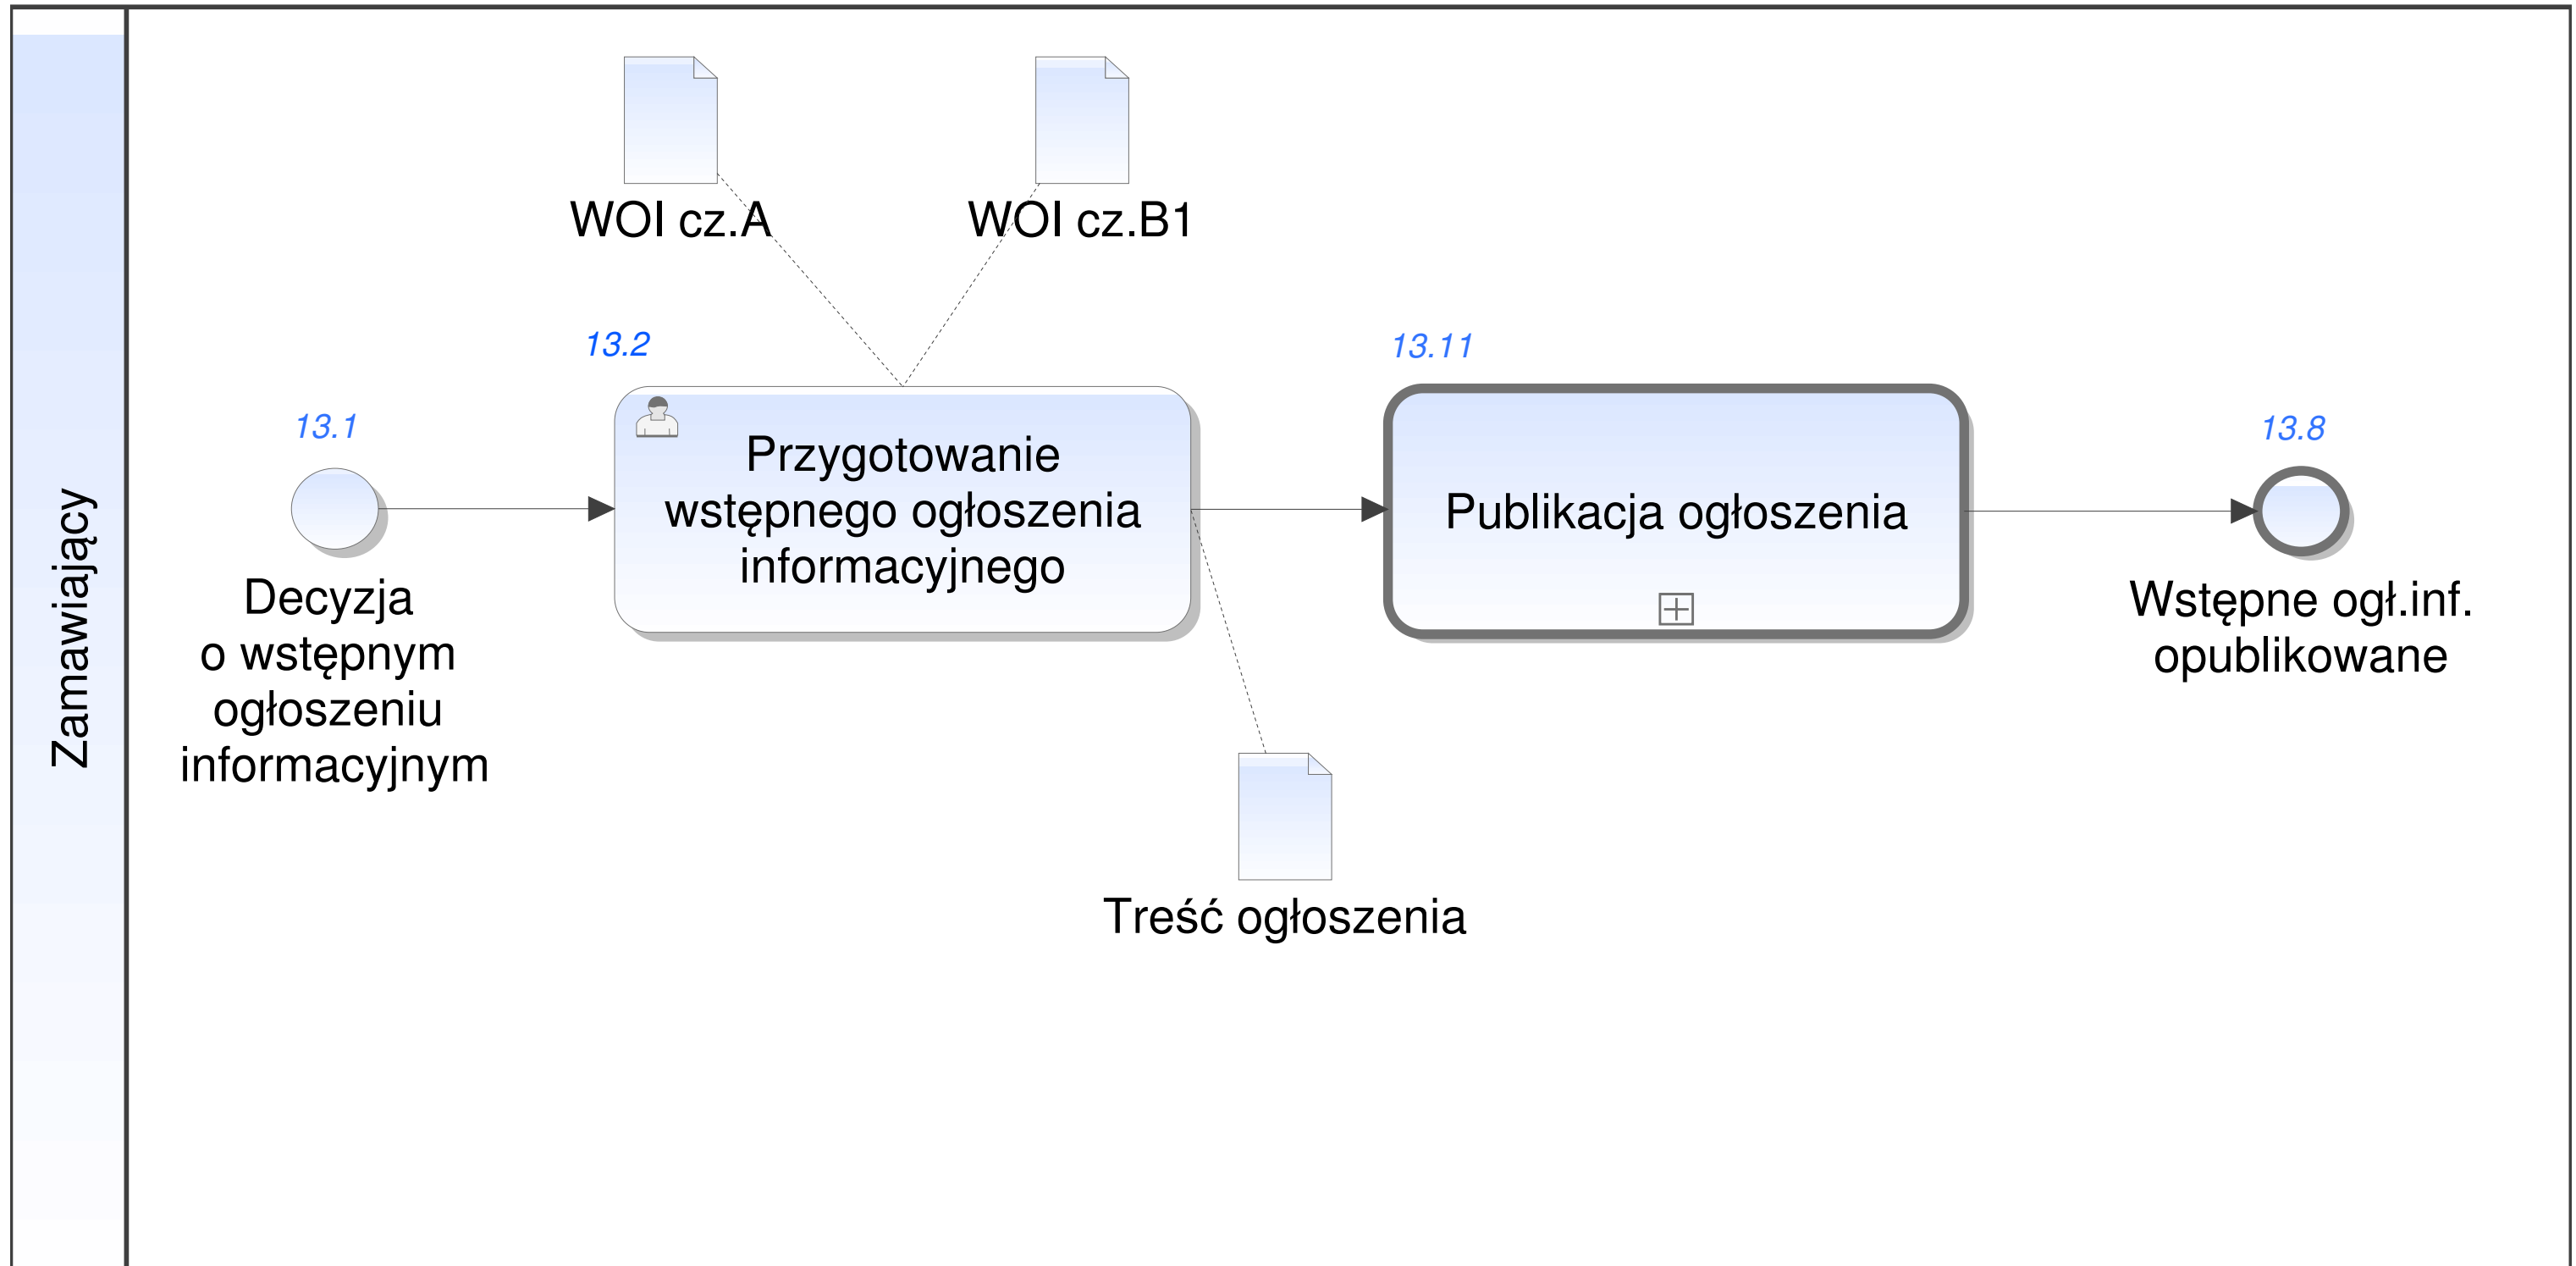 Zamawiający
WOI cz.A
WOI cz.B1
13.1
Decyzja
o wstępnym
ogłoszeniu
informacyjnym
13.2
Przygotowanie
wstępnego ogłoszenia
informacyjnego
13.11
Publikacja ogłoszenia
Treść ogłoszenia
13.8
Wstępne ogł.inf.
opublikowane